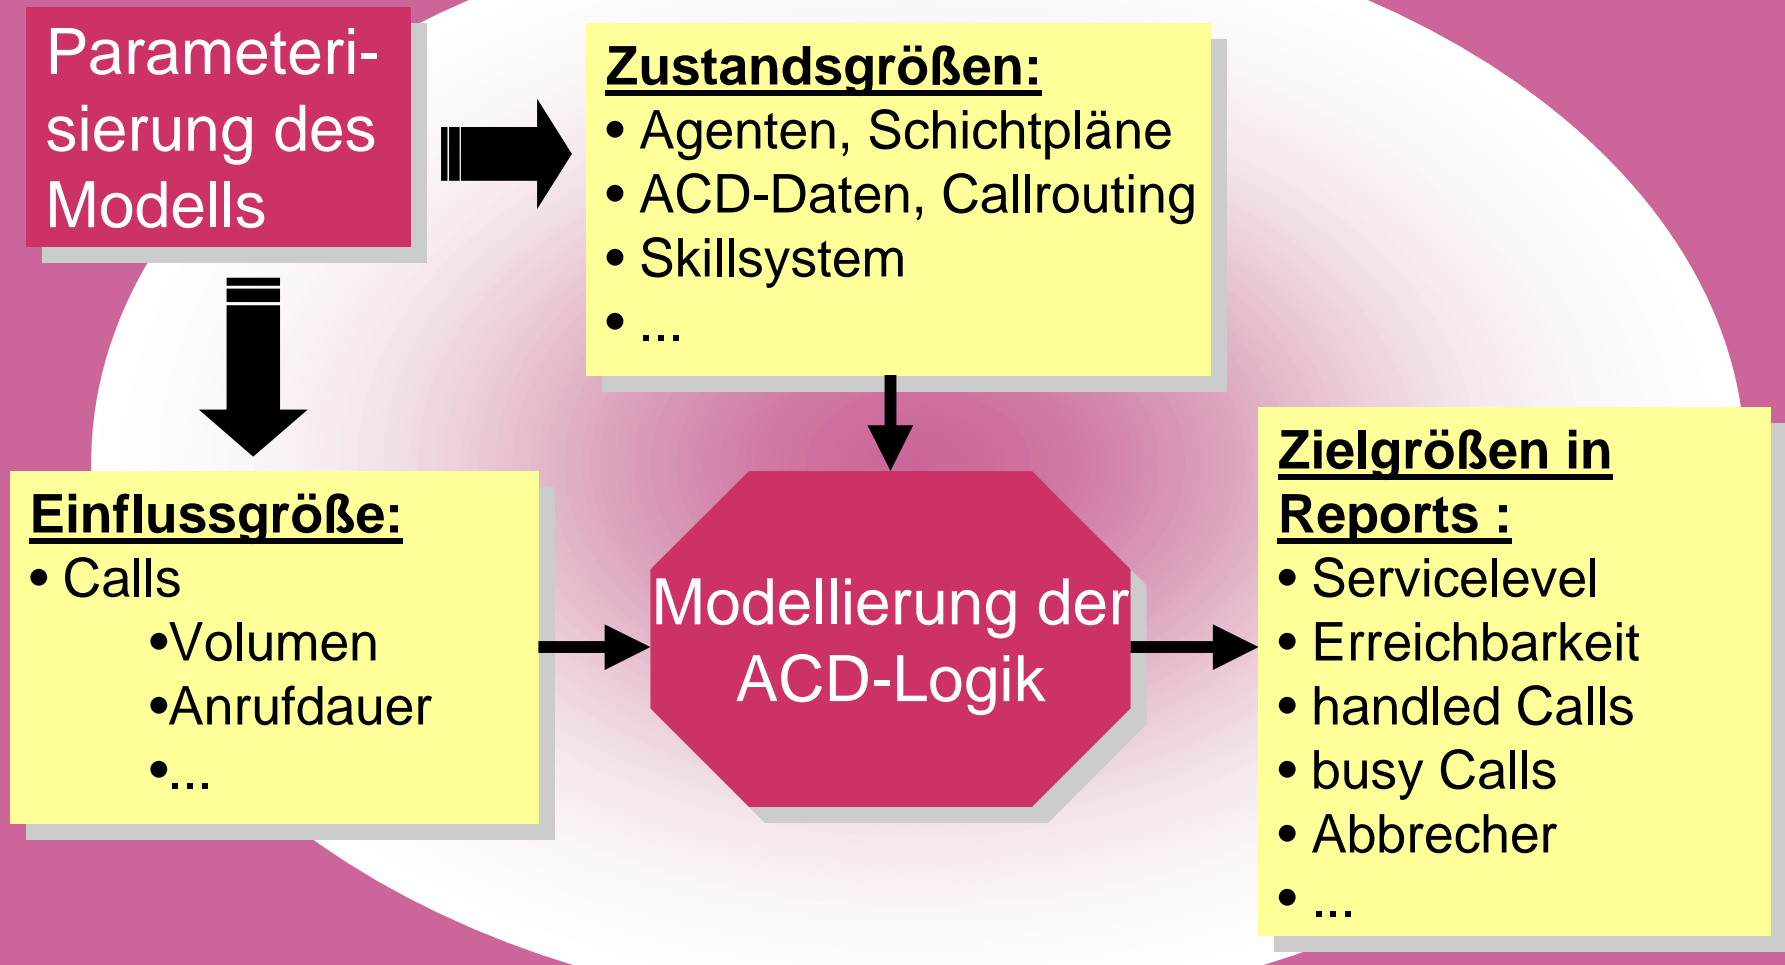 Parameteri-
sierung des
Modells
Zustandsgrößen:
• Agenten, Schichtpläne
• ACD-Daten, Callrouting
• Skillsystem
• ...
Einflussgröße:
• Calls
•Volumen
•Anrufdauer
•...
Modellierung der
ACD-Logik
Zielgrößen in
Reports :
• Servicelevel
• Erreichbarkeit
• handled Calls
• busy Calls
• Abbrecher
• ...